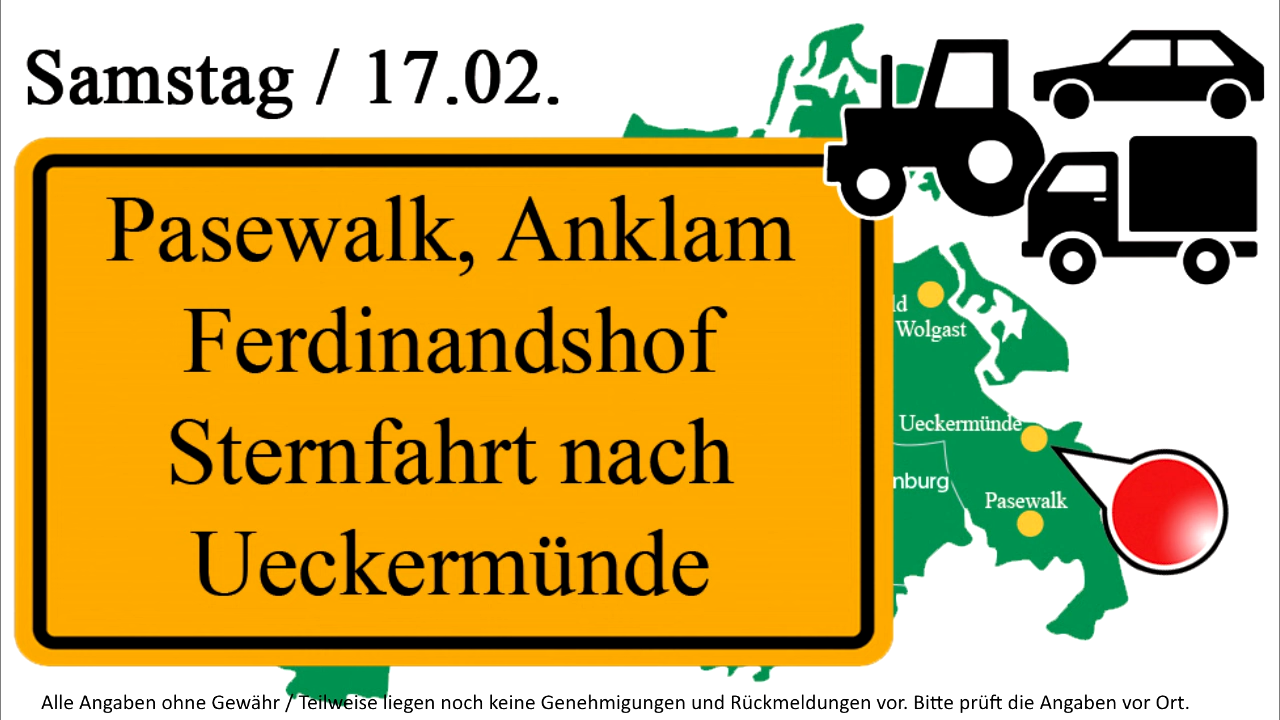 Samstag / 17.02.
Pasewalk, Anklam
Ferdinandshof
Sternfahrt nach
Ueckermünde
ld
Wolgast
Ueckermünde
nburg
Pasewalk
Alle Angaben ohne Gewähr / Teilweise liegen noch keine Genehmigungen und Rückmeldungen vor. Bitte prüft die Angaben vor Ort.